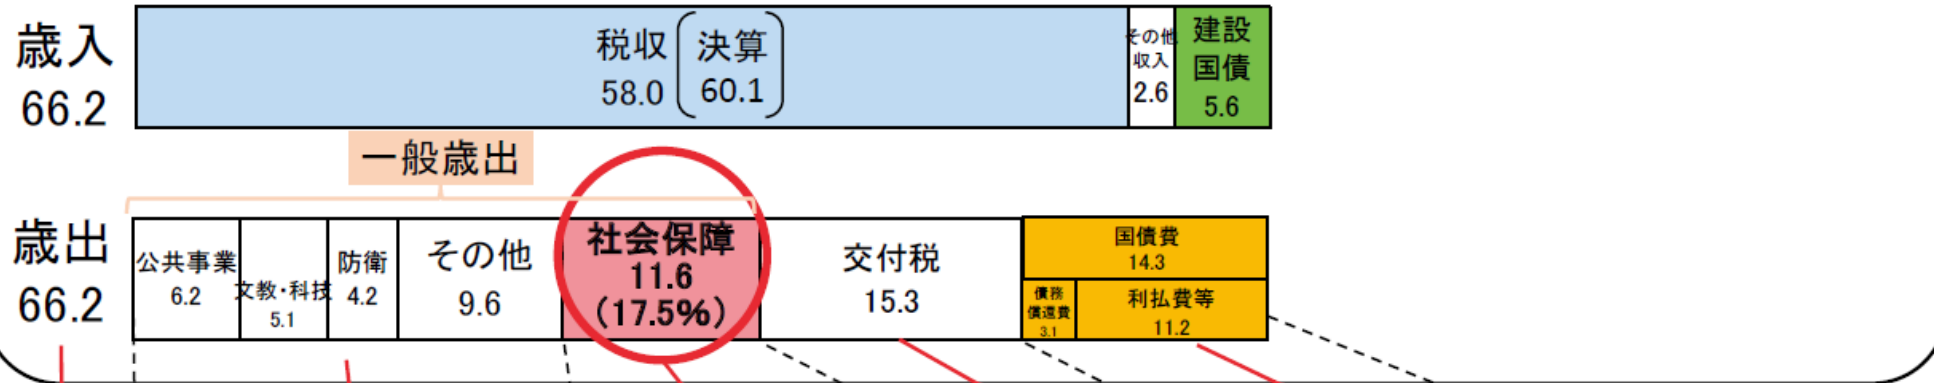 歳入
66.2
税収
58.0
決算
60.1
その他
収入
2.6
建設
国債
5.6
一般歳出
歳出
66.2
公共事業
6.2
文教・科技
5.1
防衛
4.2
その他
9.6
社会保障
11.6
(17.5%)
交付税
15.3
国債費
14.3
債務
償還費
3.1
利払費等
11.2